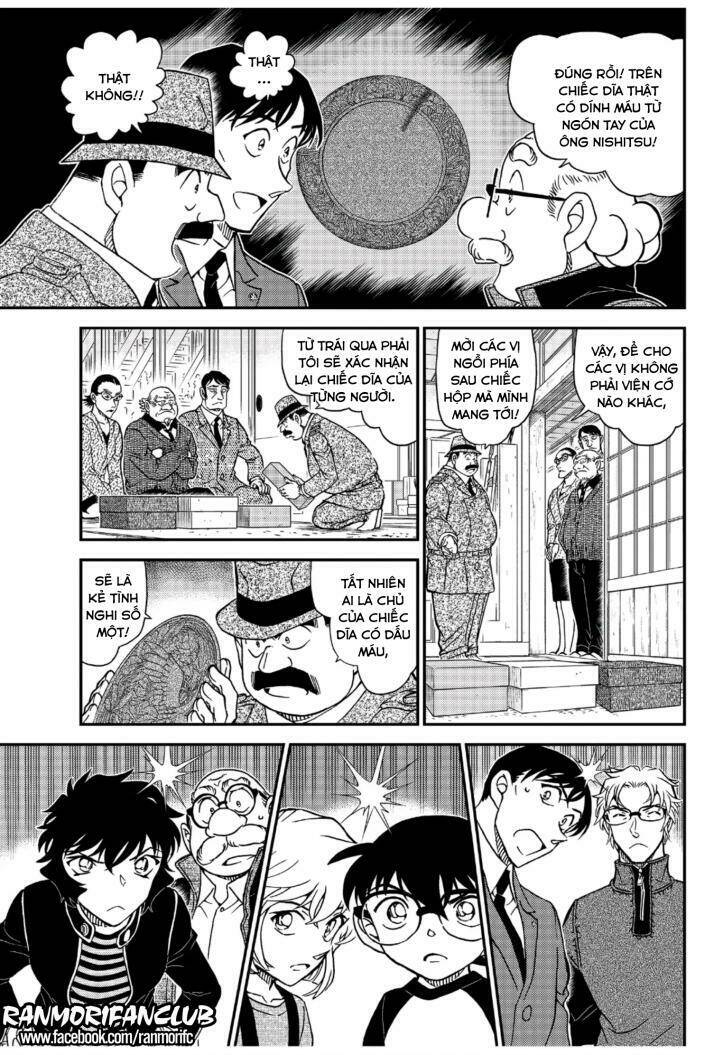 ĐÚNG RỒI! TRÊN
CHIẾC DĨA THẬT
CÓ DÍNH MÁU TỪ
NGÓN TAY CỦA
ÔNG NISHITSU!
THẬT
...
THẬT
KHÔNG!!
VẬY, ĐỂ CHO
CÁC VỊ KHÔNG
PHẢI VIỆN CỚ
NÀO KHÁC,
MỜI CÁC VỊ
NGỒI PHÍA
SAU CHIẾC
HỘP MÀ MÌNH
MANG TỚI!
TỪ TRÁI QUA PHẢI
TÔI SẼ XÁC NHẬN
LẠI CHIẾC DĨA CỦA
TỪNG NGƯỜI.
TẤT NHIÊN
AI LÀ CHỦ
CỦA CHIẾC
DĨA CÓ DẤU
MÁU,
SẼ LÀ
KẺ TÌNH
NGHI SỐ
MỘT!
RANMORIFANCLUB
www.facebook.com/ranmorifc